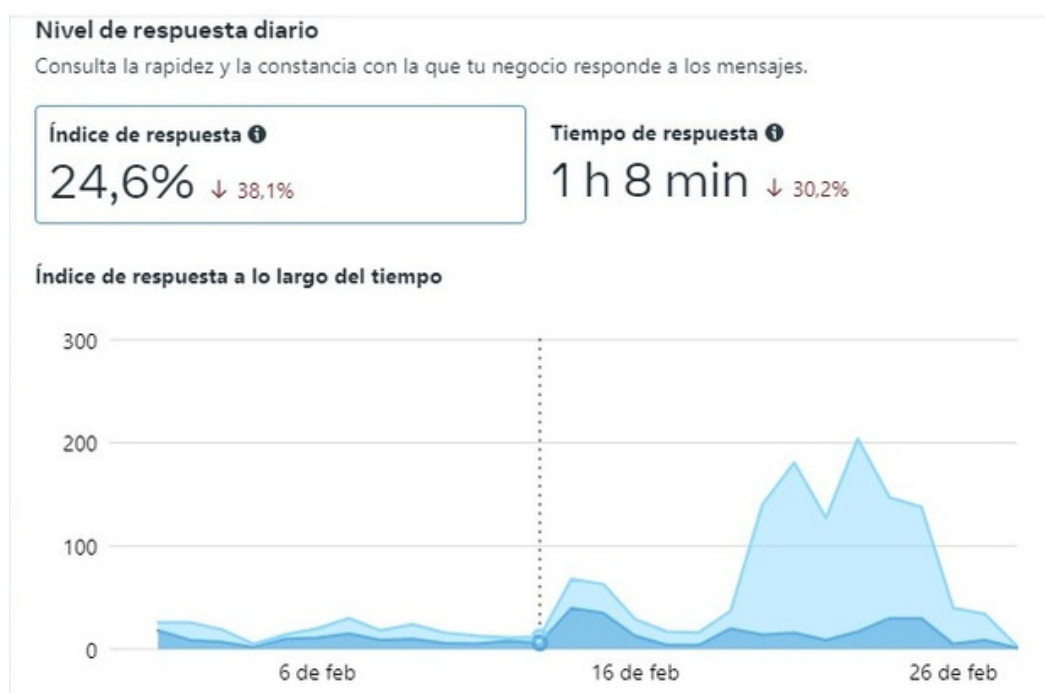 Nivel de respuesta diario
Consulta la rapidez y la constancia con la que tu negocio responde a los mensajes.
Índice de respuesta
Tiempo de respuesta
24,6% ↓ 38,1%
1 h 8 min ↓ 30,2%
Índice de respuesta a lo largo del tiempo
300
200
100
0
6 de feb
16 de feb
26 de feb